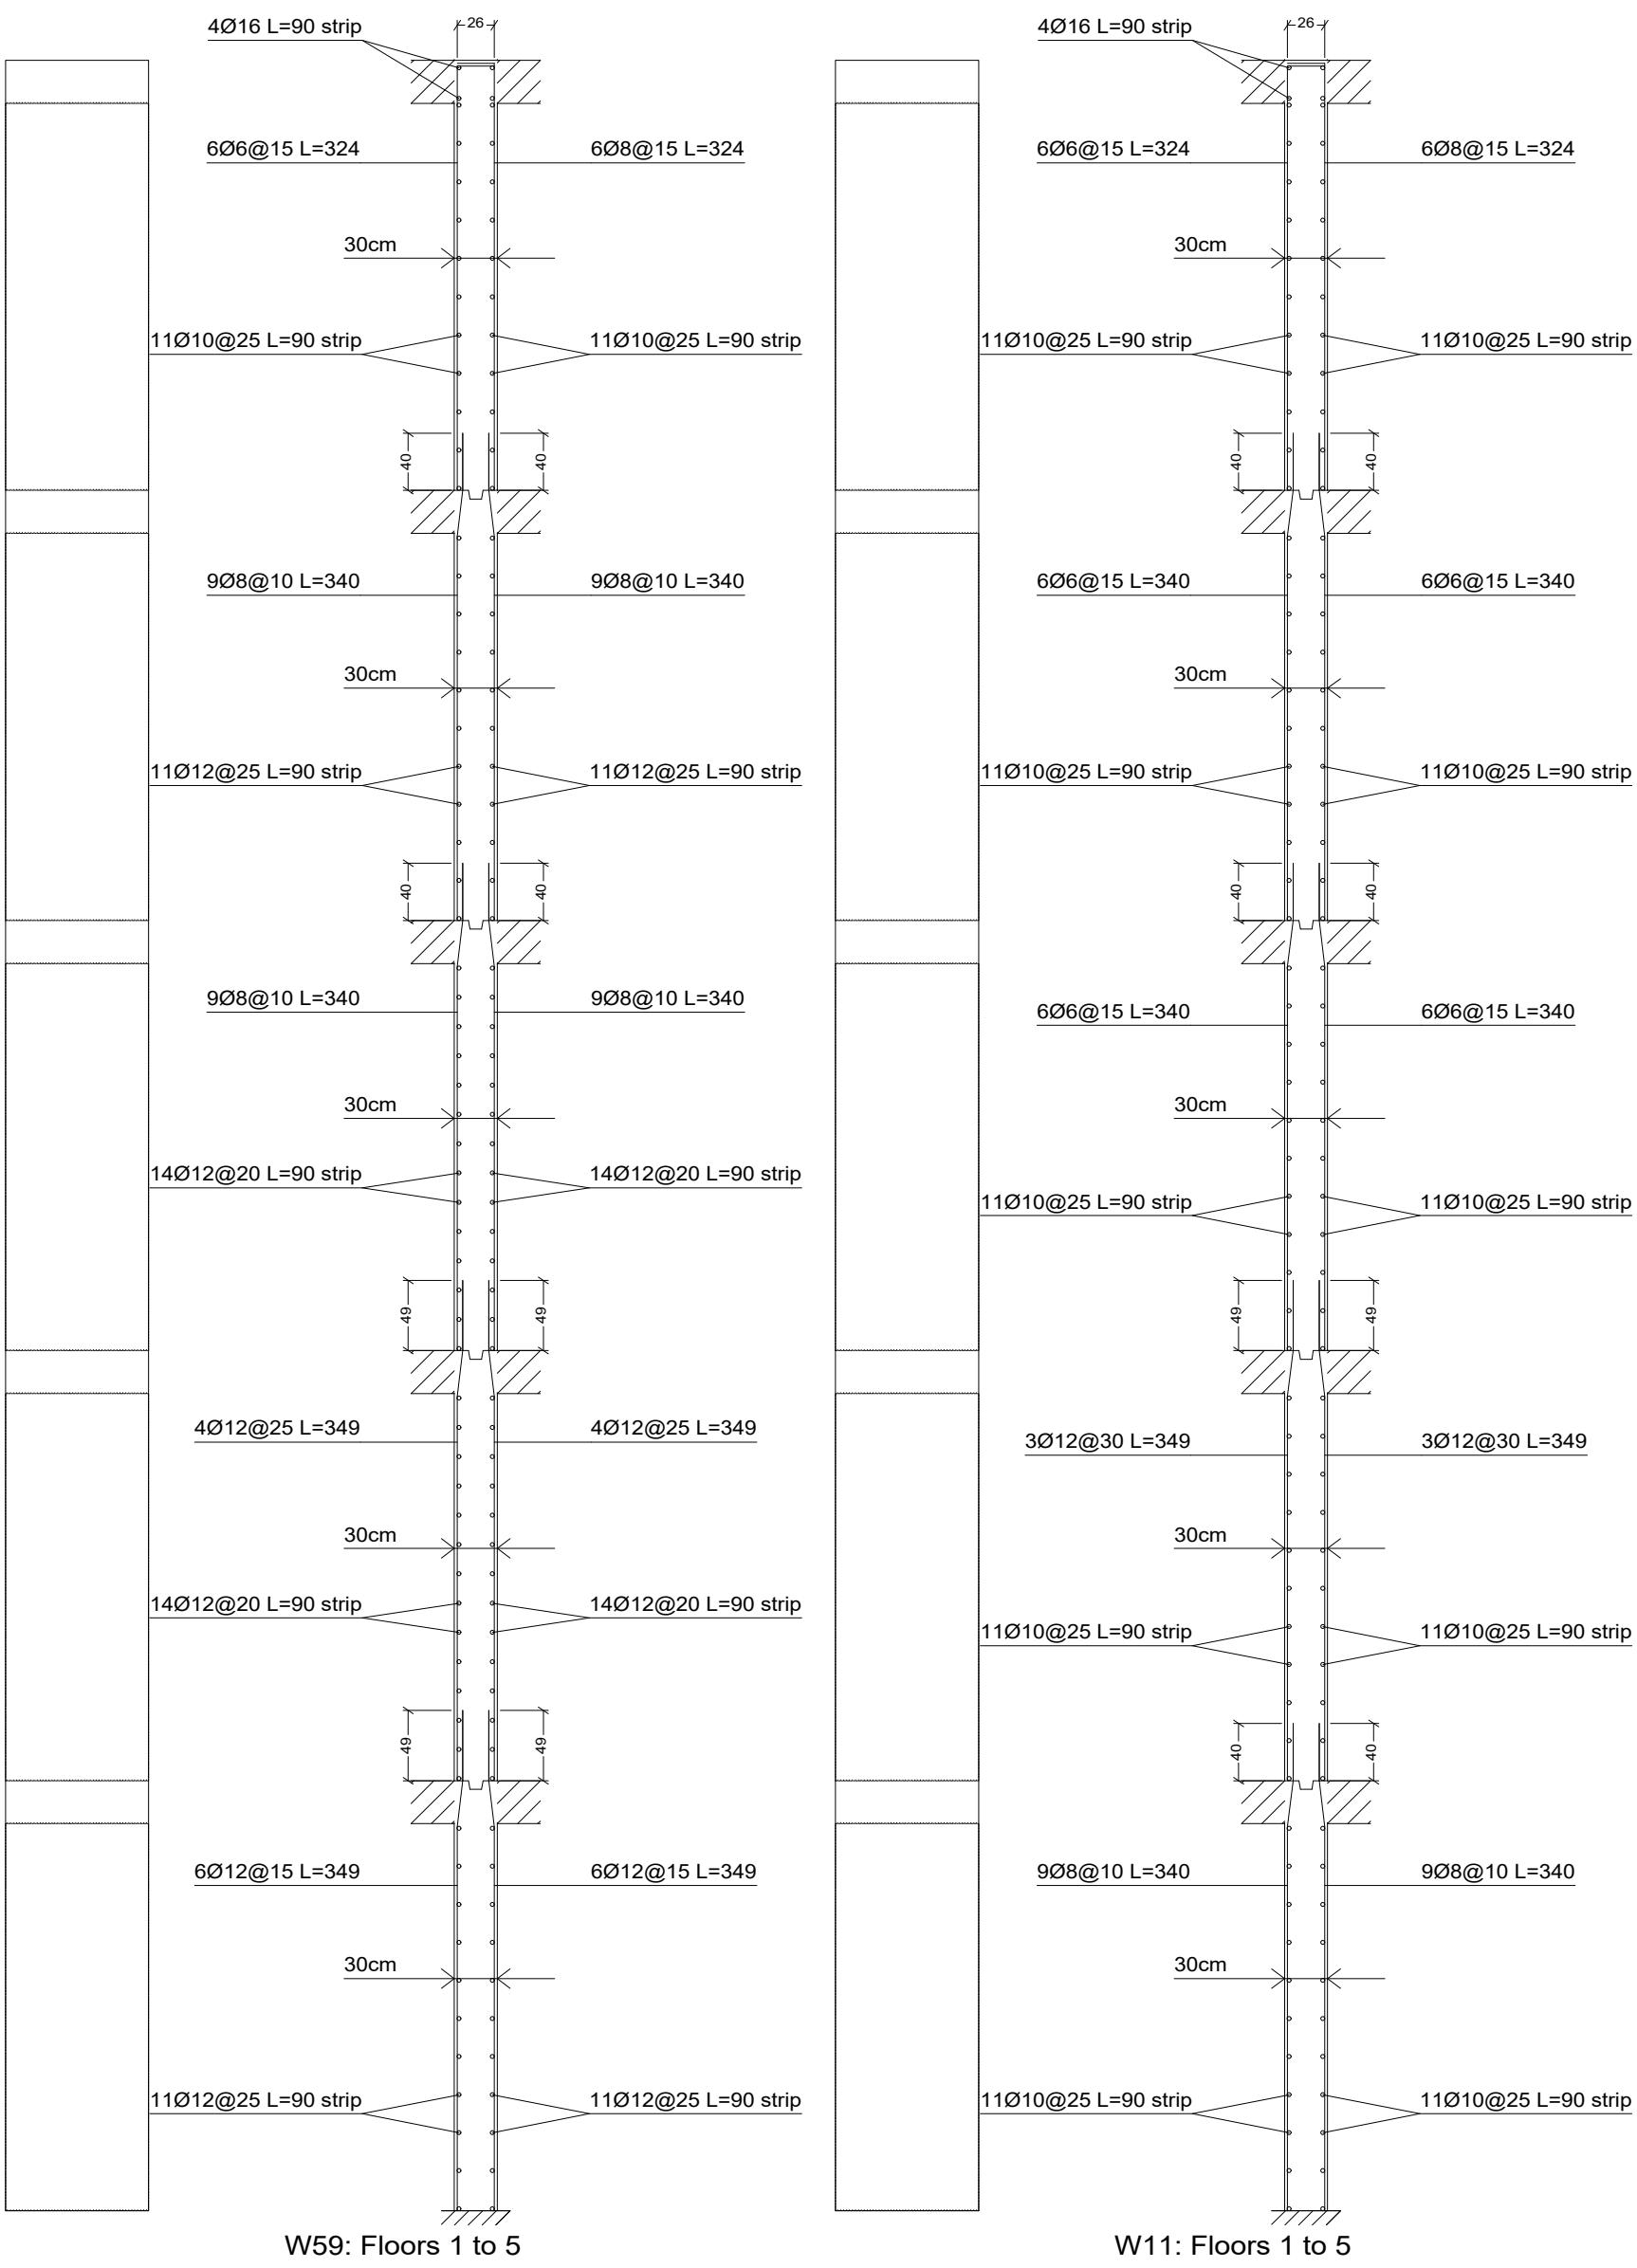 4Ø16 L=90 strip
26
6Ø6@15 L=324
6Ø8@15 L=324
30cm
11Ø10@25 L=90 strip
11Ø10@25 L=90 strip
40
40
9Ø8@10 L=340
9Ø8@10 L=340
30cm
11Ø12@25 L=90 strip
11Ø12@25 L=90 strip
40
40
9Ø8@10 L=340
9Ø8@10 L=340
30cm
14Ø12@20 L=90 strip
14Ø12@20 L=90 strip
49
49
4Ø12@25 L=349
4Ø12@25 L=349
30cm
14Ø12@20 L=90 strip
14Ø12@20 L=90 strip
49
49
6Ø12@15 L=349
6Ø12@15 L=349
30cm
11Ø12@25 L=90 strip
11Ø12@25 L=90 strip
W59: Floors 1 to 5
4Ø16 L=90 strip
26
6Ø6@15 L=324
6Ø8@15 L=324
30cm
11Ø10@25 L=90 strip
11Ø10@25 L=90 strip
40
40
6Ø6@15 L=340
6Ø6@15 L=340
30cm
11Ø10@25 L=90 strip
11Ø10@25 L=90 strip
40
40
6Ø6@15 L=340
6Ø6@15 L=340
30cm
11Ø10@25 L=90 strip
11Ø10@25 L=90 strip
49
49
3Ø12@30 L=349
3Ø12@30 L=349
30cm
11Ø10@25 L=90 strip
11Ø10@25 L=90 strip
40
40
9Ø8@10 L=340
9Ø8@10 L=340
30cm
11Ø10@25 L=90 strip
11Ø10@25 L=90 strip
W11: Floors 1 to 5